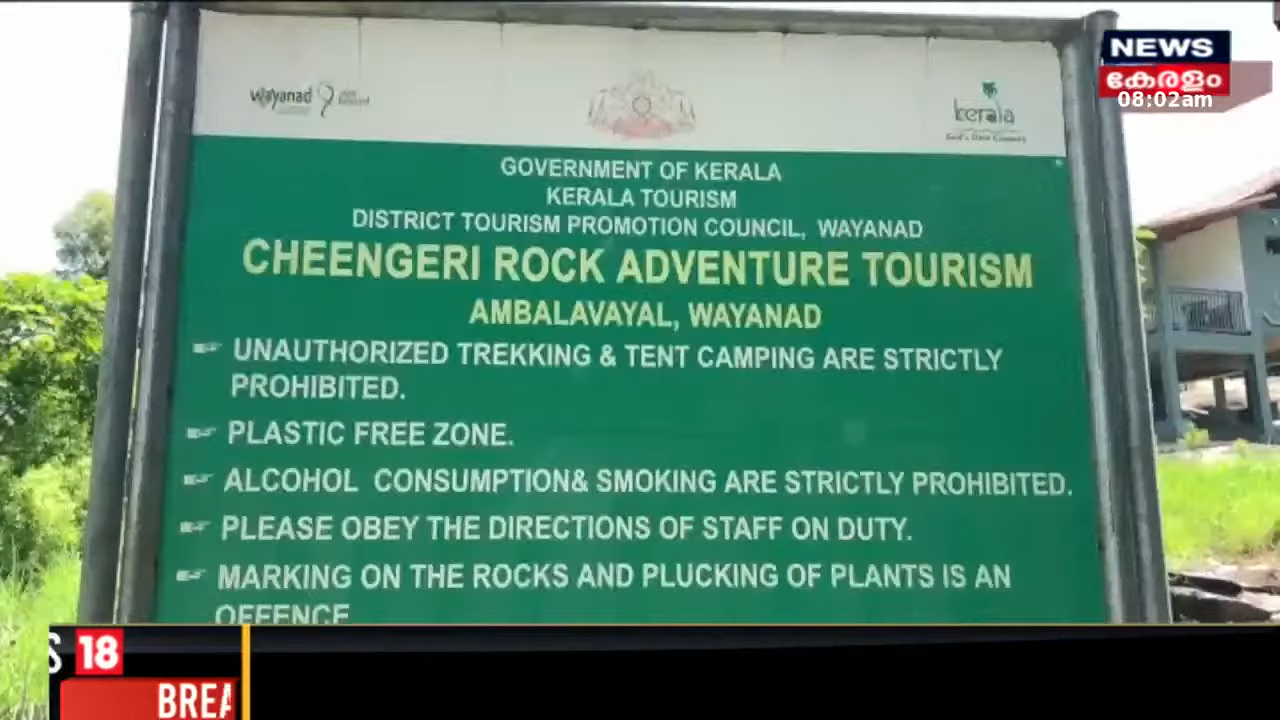 NEWS
കേരളം
08:02am
wayanad
kerala
God's Own Country
GOVERNMENT OF KERALA
KERALA TOURISM
DISTRICT TOURISM PROMOTION COUNCIL, WAYANAD
CHEENGERI ROCK ADVENTURE TOURISM
AMBALAVAYAL, WAYANAD
UNAUTHORIZED TREKKING & TENT CAMPING ARE STRICTLY
PROHIBITED.
PLASTIC FREE ZONE.
ALCOHOL CONSUMPTION& SMOKING ARE STRICTLY PROHIBITED.
PLEASE OBEY THE DIRECTIONS OF STAFF ON DUTY.
MARKING ON THE ROCKS AND PLUCKING OF PLANTS IS AN
OFFENCE
S 18
BREA